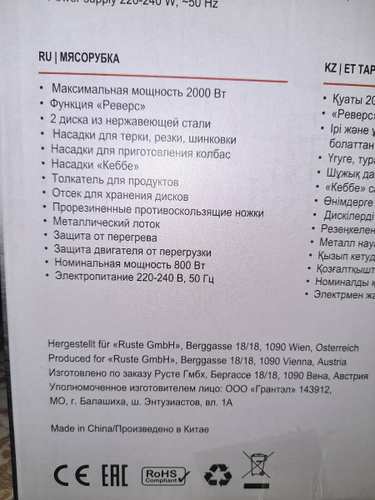 Power supply 220-240 W, ~50 Hz
RU | МЯСОРУБКА
• Максимальная мощность 2000 Вт
• Функция «Реверс»
• 2 диска из нержавеющей стали
• Насадки для терки, резки, шинковки
• Насадки для приготовления колбас
• Насадки «Кеббе»
• Толкатель для продуктов
• Отсек для хранения дисков
• Прорезиненные противоскользящие ножки
• Металлический лоток
• Защита от перегрева
• Защита двигателя от перегрузки
• Номинальная мощность 800 Вт
• Электропитание 220-240 В, 50 Гц
KZ | ЕТ ТАР
• Қуаты 20
• «Реверс»
• Ірі және ұ
болаттан
• Үгуге, тура
• Шұжық да
• «Кеббе» са
• Өнімдерге
• Дискілерді
• Резеңкелен
• Металл науа
• Қызып кетуд
• Қозғалтқышт
• Номиналды қ
• Электрмен жа
Hergestellt für «Ruste GmbH», Berggasse 18/18, 1090 Wien, Österreich
Produced for «Ruste GmbH», Berggasse 18/18, 1090 Vienna, Austria
Изготовлено по заказу Русте Гмбх, Бергассе 18/18, 1090 Вена, Австрия
Уполномоченное изготовителем лицо: ООО «Грантэл» 143912,
МО, г. Балашиха, ш. Энтузиастов, вл. 1А
Made in China/Произведено в Китае
CE EAC RoHS
Compliant